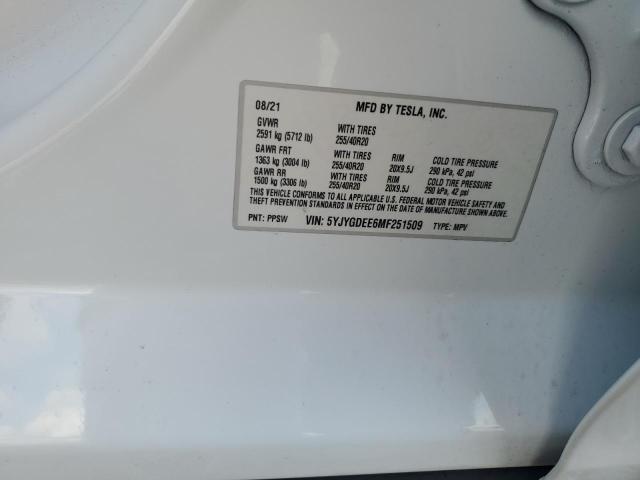 08/21 MFD BY TESLA, INC.
GVWR
2591 kg (5712 lb) WITH TIRES 255/40R20
GAWR FRT
1363 kg (3004 lb) WITH TIRES 255/40R20 RIM 20X9.5J COLD TIRE PRESSURE 290 kPa, 42 psi
GAWR RR
1500 kg (3306 lb) WITH TIRES 255/40R20 RIM 20X9.5J COLD TIRE PRESSURE 290 kPa, 42 psi
THIS VEHICLE CONFORMS TO ALL APPLICABLE U.S. FEDERAL MOTOR VEHICLE SAFETY AND
THEFT PREVENTION STANDARDS IN EFFECT ON THE DATE OF MANUFACTURE SHOWN ABOVE.
PNT: PPSW VIN: 5YJYGDEE6MF251509 TYPE: MPV